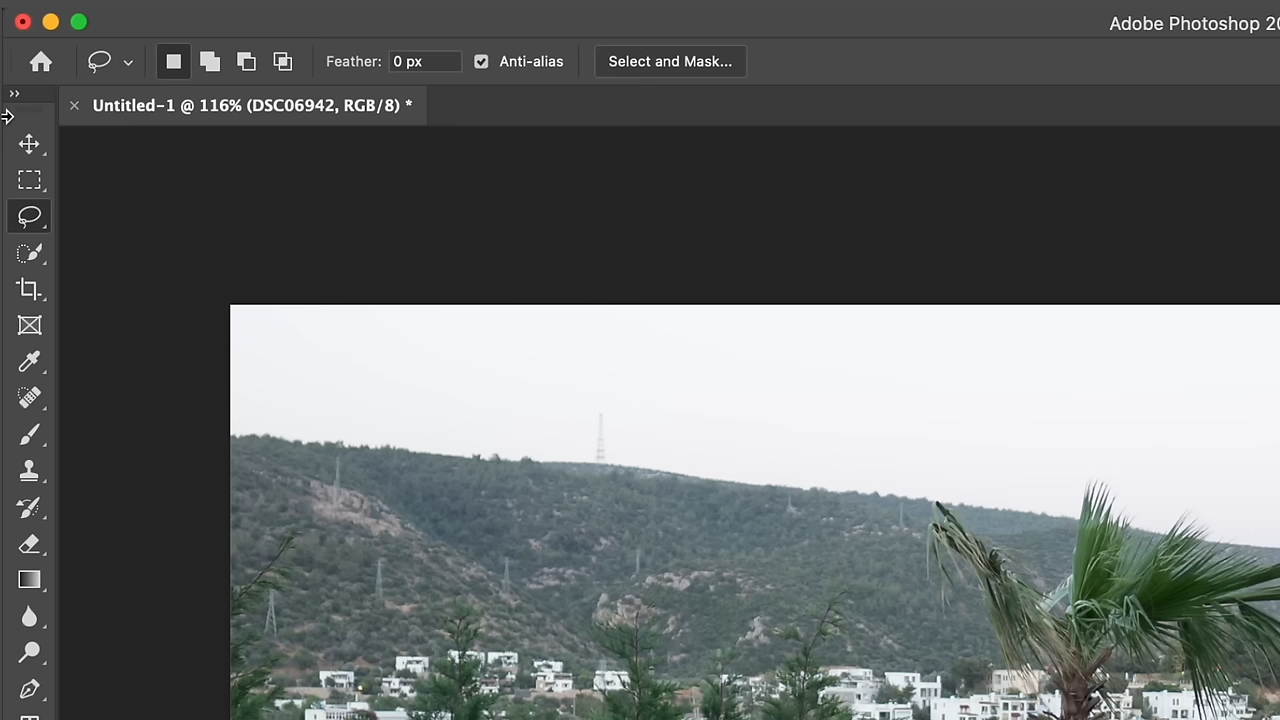 Adobe Photoshop 20
Feather: 0 px Anti-alias Select and Mask...
Untitled-1 @ 116% (DSC06942, RGB/8) *